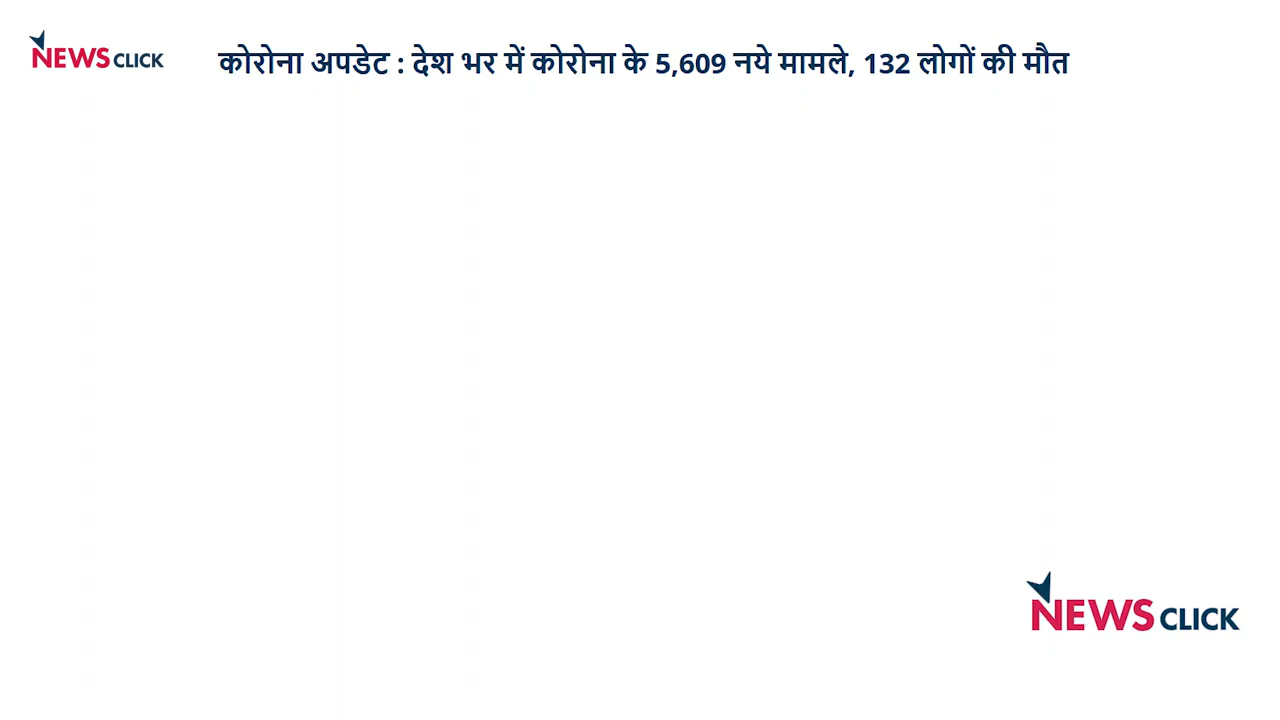 NEWSCLICK
कोरोना अपडेट : देश भर में कोरोना के 5,609 नये मामले, 132 लोगों की मौत
NEWSCLICK